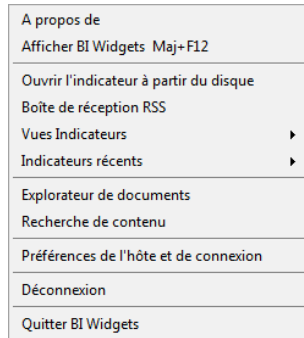 A propos de
Afficher BI Widgets Maj+F12
Ouvrir l'indicateur à partir du disque
Boîte de réception RSS
Vues Indicateurs
Indicateurs récents
Explorateur de documents
Recherche de contenu
Préférences de l'hôte et de connexion
Déconnexion
Quitter BI Widgets